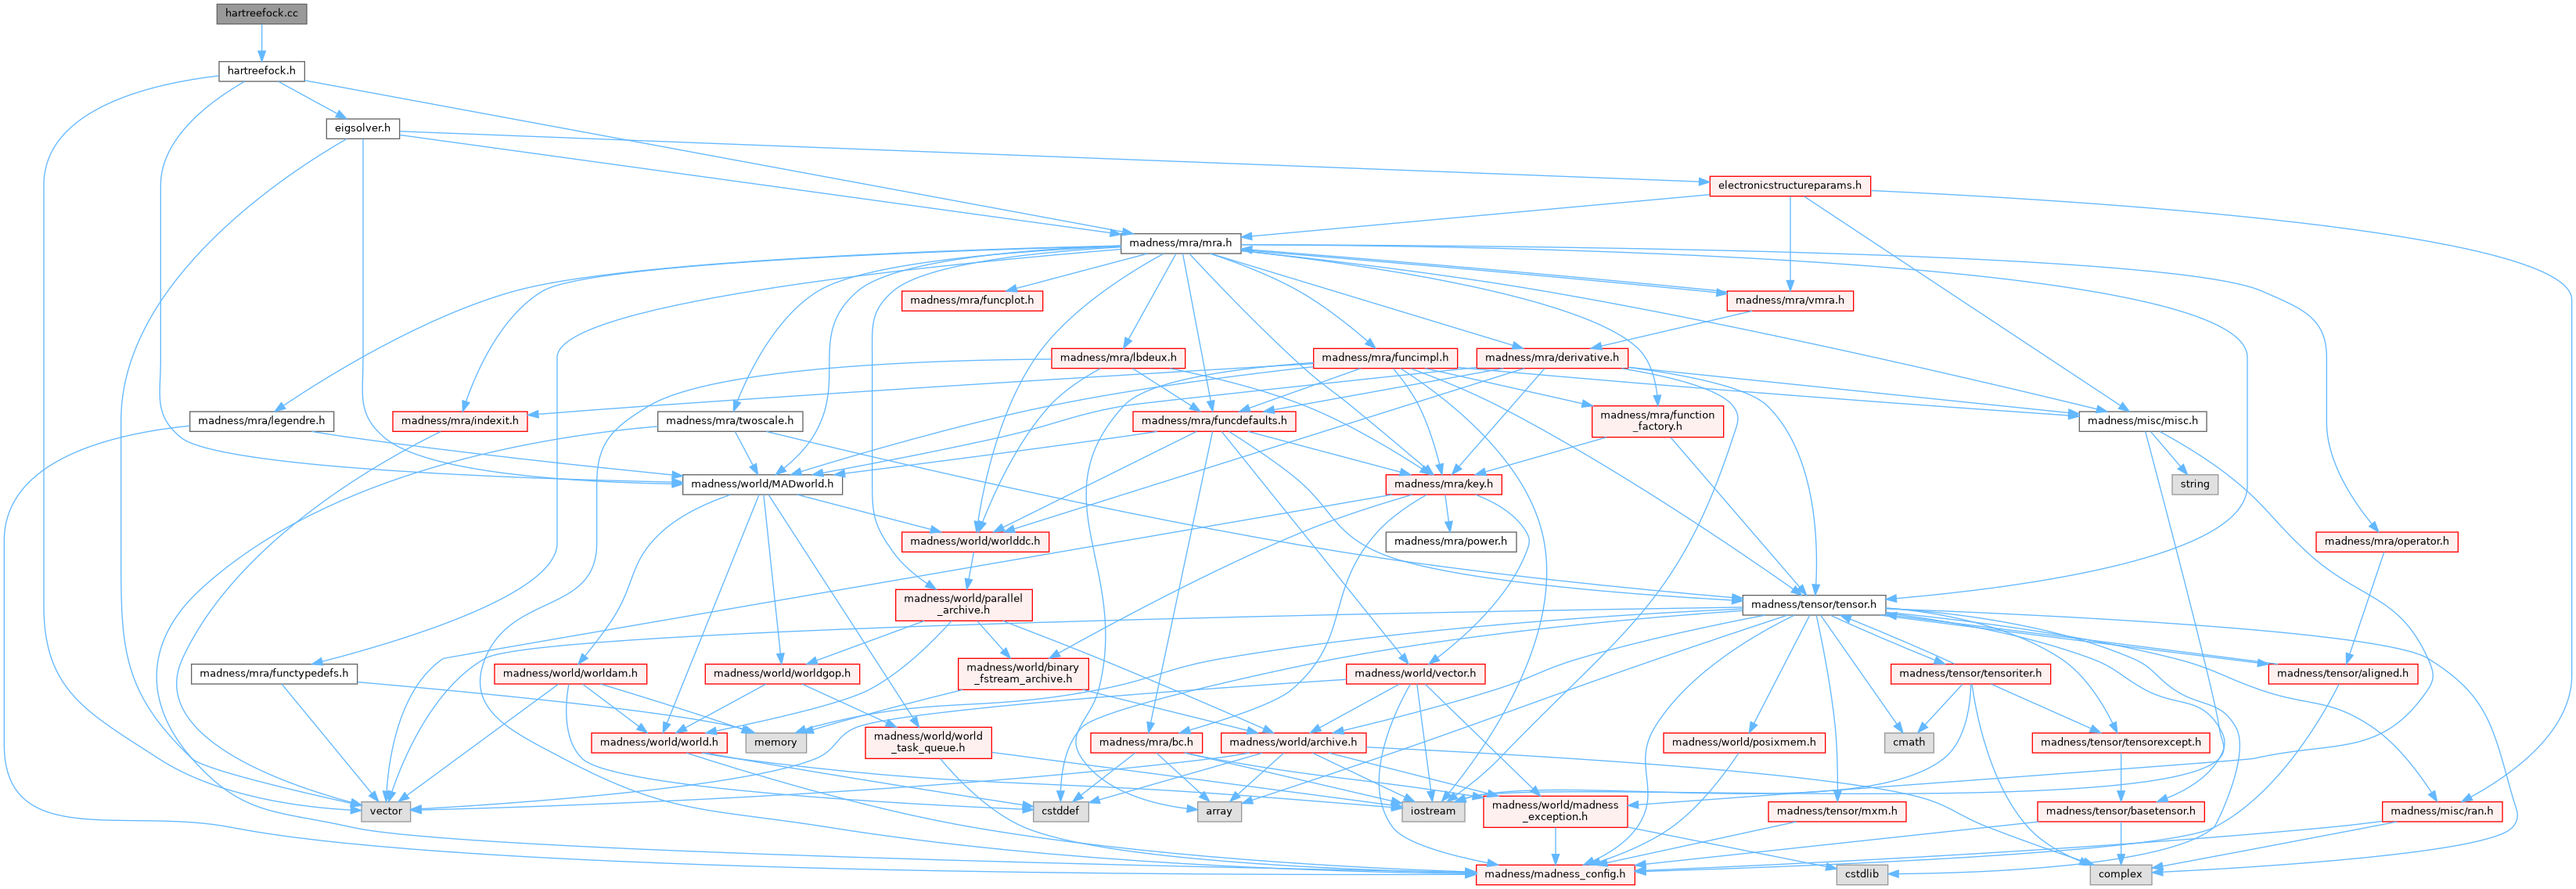 hartreefock.cc
hartreefock.h
eigsolver.h
electronicstructureparams.h
madness/mra/mra.h
madness/mra/funcplot.h
madness/mra/vmra.h
madness/mra/lbdeux.h
madness/mra/funcimpl.h
madness/mra/derivative.h
madness/mra/legendre.h
madness/mra/indexit.h
madness/mra/twoscale.h
madness/mra/funcdefaults.h
madness/mra/function
_factory.h
madness/misc/misc.h
madness/world/MADworld.h
madness/mra/key.h
string
madness/world/worlddc.h
madness/mra/power.h
madness/mra/operator.h
madness/world/parallel
_archive.h
madness/tensor/tensor.h
madness/mra/functypedefs.h
madness/world/worldam.h
madness/world/worldgop.h
madness/world/binary
_fstream_archive.h
madness/world/vector.h
madness/tensor/tensoriter.h
madness/tensor/aligned.h
madness/world/world.h
memory
madness/world/world
_task_queue.h
madness/mra/bc.h
madness/world/archive.h
madness/world/posixmem.h
cmath
madness/tensor/tensorexcept.h
vector
cstddef
array
iostream
madness/world/madness
_exception.h
madness/tensor/mxm.h
madness/tensor/basetensor.h
madness/misc/ran.h
madness/madness_config.h
cstdlib
complex